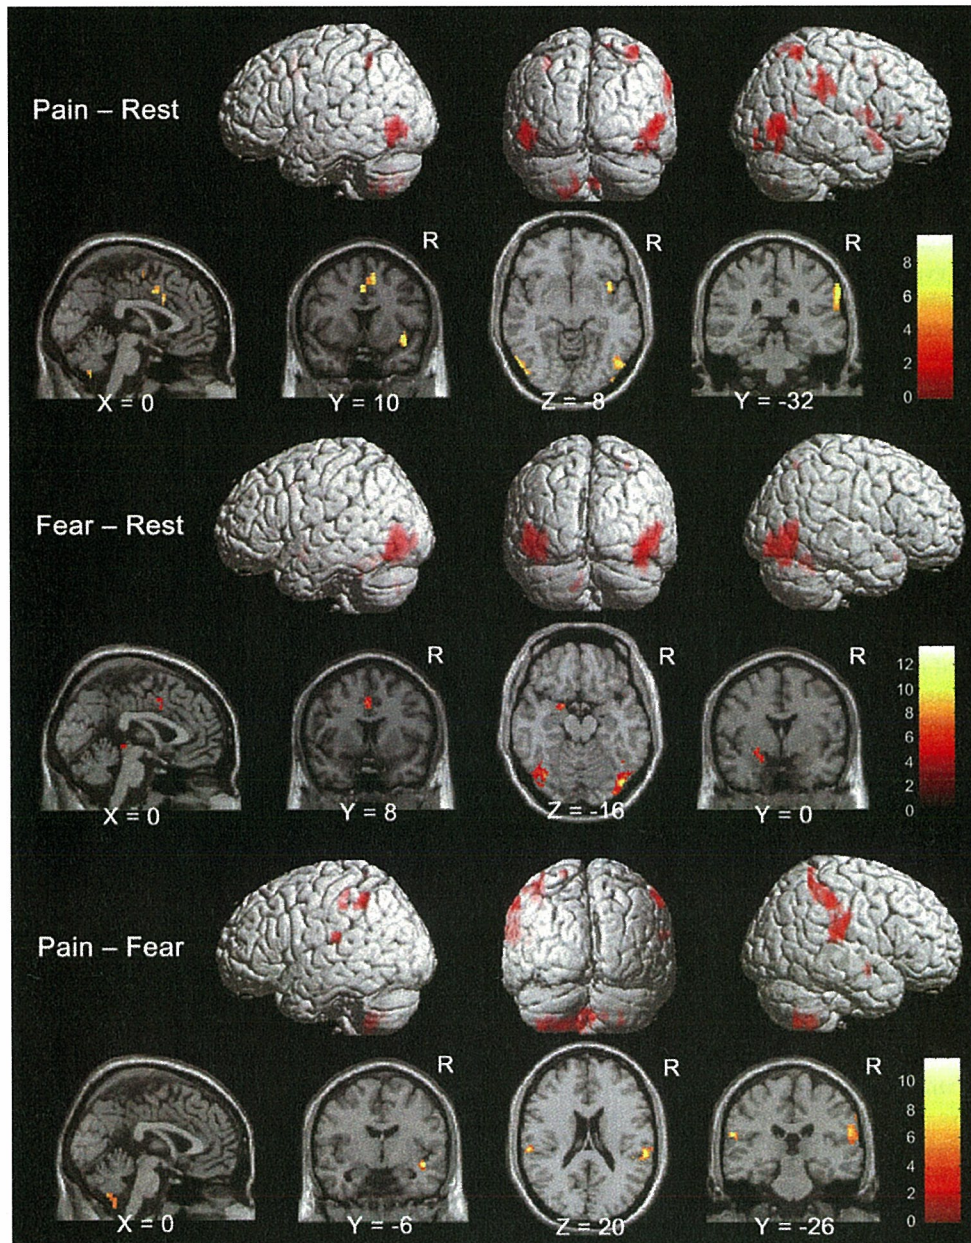 Pain – Rest
R
R
R
8
6
4
2
0
X = 0
Y = 10
Z = -8
Y = -32
Fear – Rest
R
R
R
12
10
8
6
4
2
0
X = 0
Y = 8
Z = -16
Y = 0
Pain – Fear
R
R
R
10
8
6
4
2
0
X = 0
Y = -6
Z = 20
Y = -26